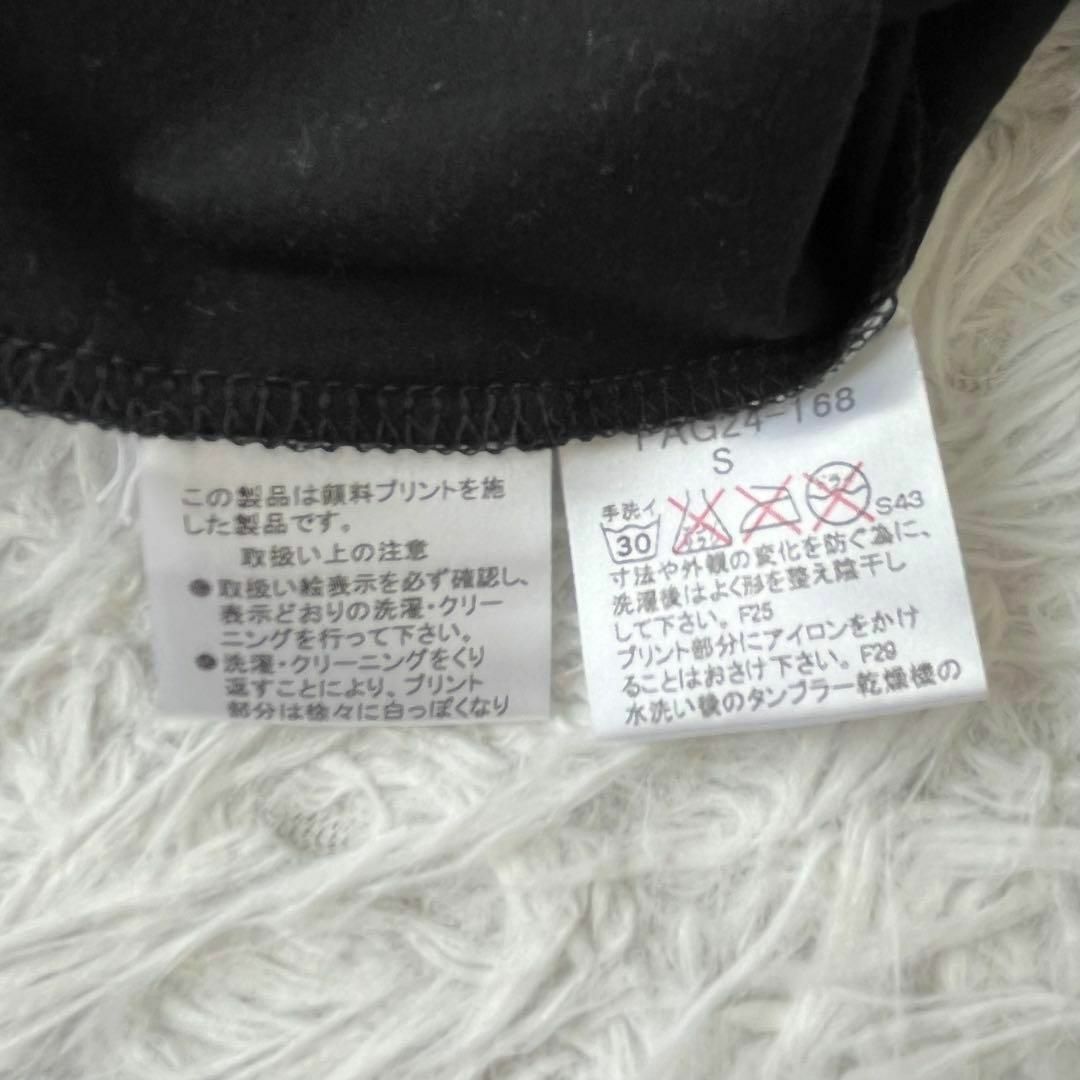 この製品は顔料プリントを施
した製品です。
取扱い上の注意
●取扱い絵表示を必ず確認し、
表示どおりの洗濯・クリー
ニングを行って下さい。
●洗濯・クリーニングをくり
返すことにより、プリント
部分は徐々に白っぽくなり
PAG24-168
S
手洗イ
30
S43
寸法や外観の変化を防ぐ為に、
洗濯後はよく形を整え陰干し
して下さい。F25
プリント部分にアイロンをかけ
ることはおさけ下さい。F29
水洗い後のタンブラー乾燥機の